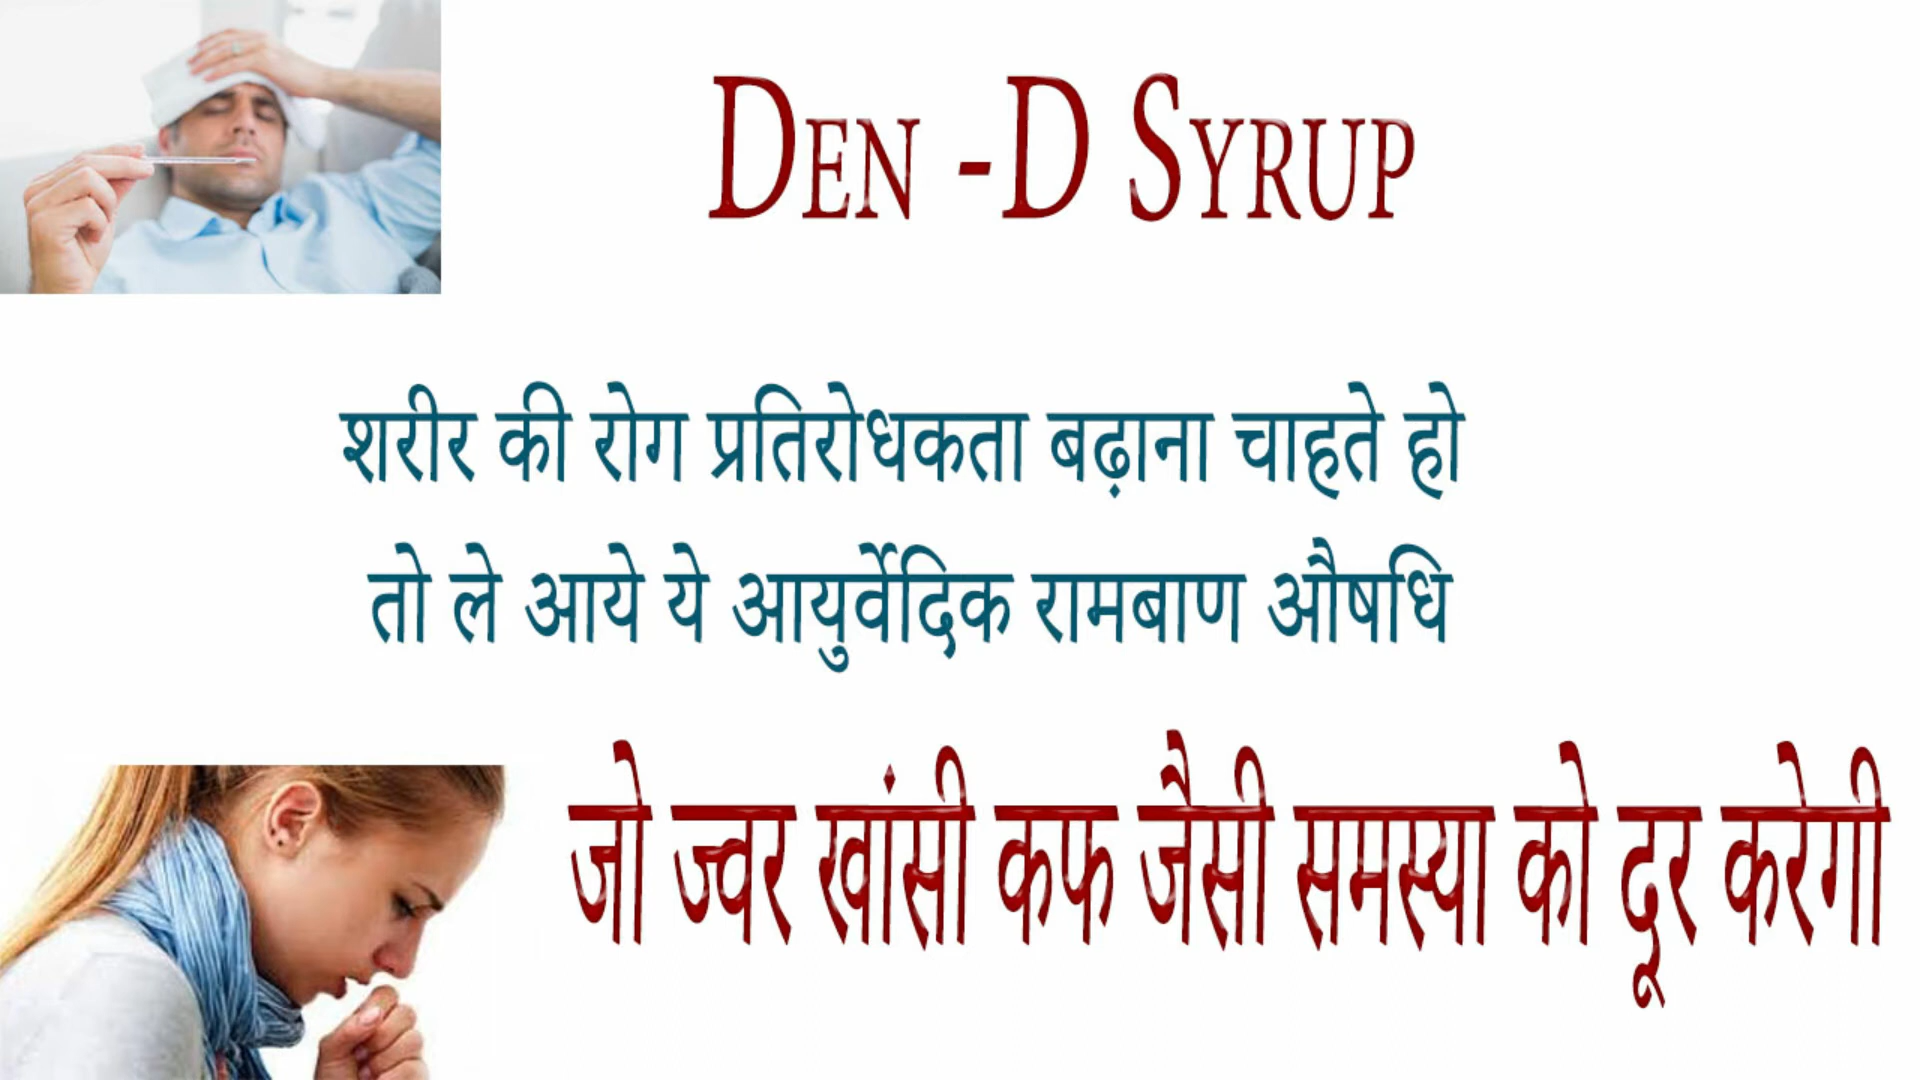 DEN -D SYRUP
शरीर की रोग प्रतिरोधकता बढ़ाना चाहते हो
तो ले आये ये आयुर्वेदिक रामबाण औषधि
जो ज्वर खांसी कफ जैसी समस्या को दूर करेगी